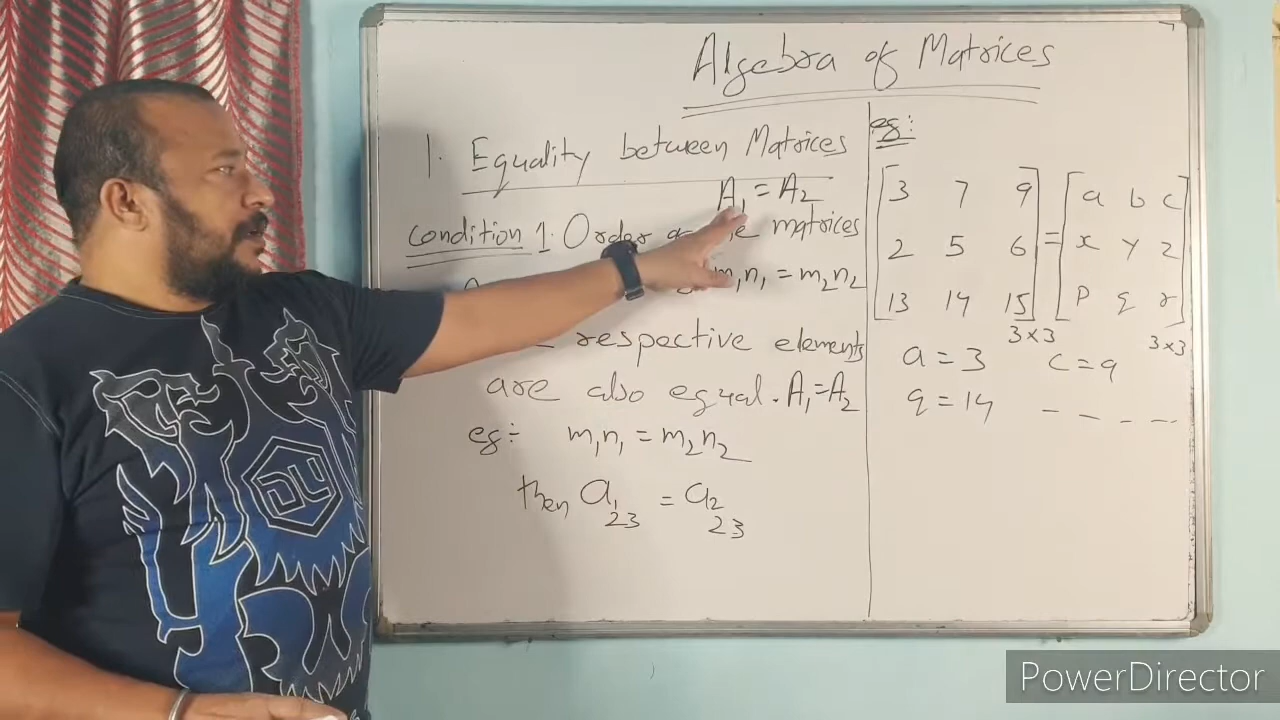 Algebra of Matrices
1. Equality between Matrices
A₁ = A₂
condition 1. Order matrices
m₁n₁ = m₂n₂
respective elements
are also equal. A₁=A₂
eg÷ m₁n₁ = m₂n₂
then a₁ 23 = a₂ 23
eg:
[3 7 9] = [a b c]
[2 5 6] [x y z]
[13 14 15] 3×3 [p q r] 3×3
a = 3 c = 9
q = 14 - - - -
DY
PowerDirector